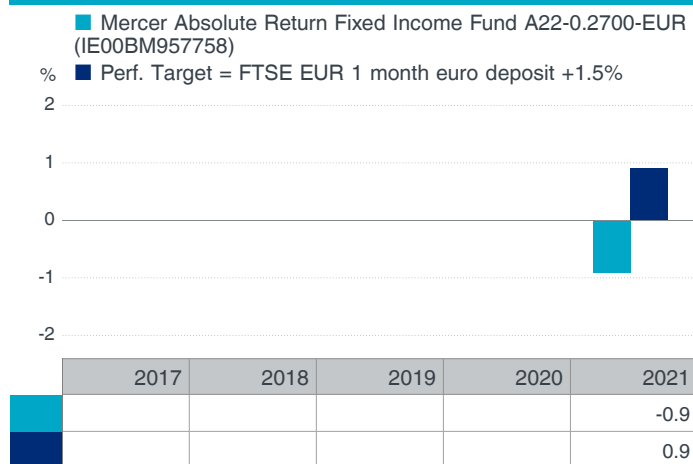 Mercer Absolute Return Fixed Income Fund A22-0.2700-EUR
(IE00BM957758)
% Perf. Target = FTSE EUR 1 month euro deposit +1.5%
2
1
0
-1
-2
2017 2018 2019 2020 2021
-0.9
0.9